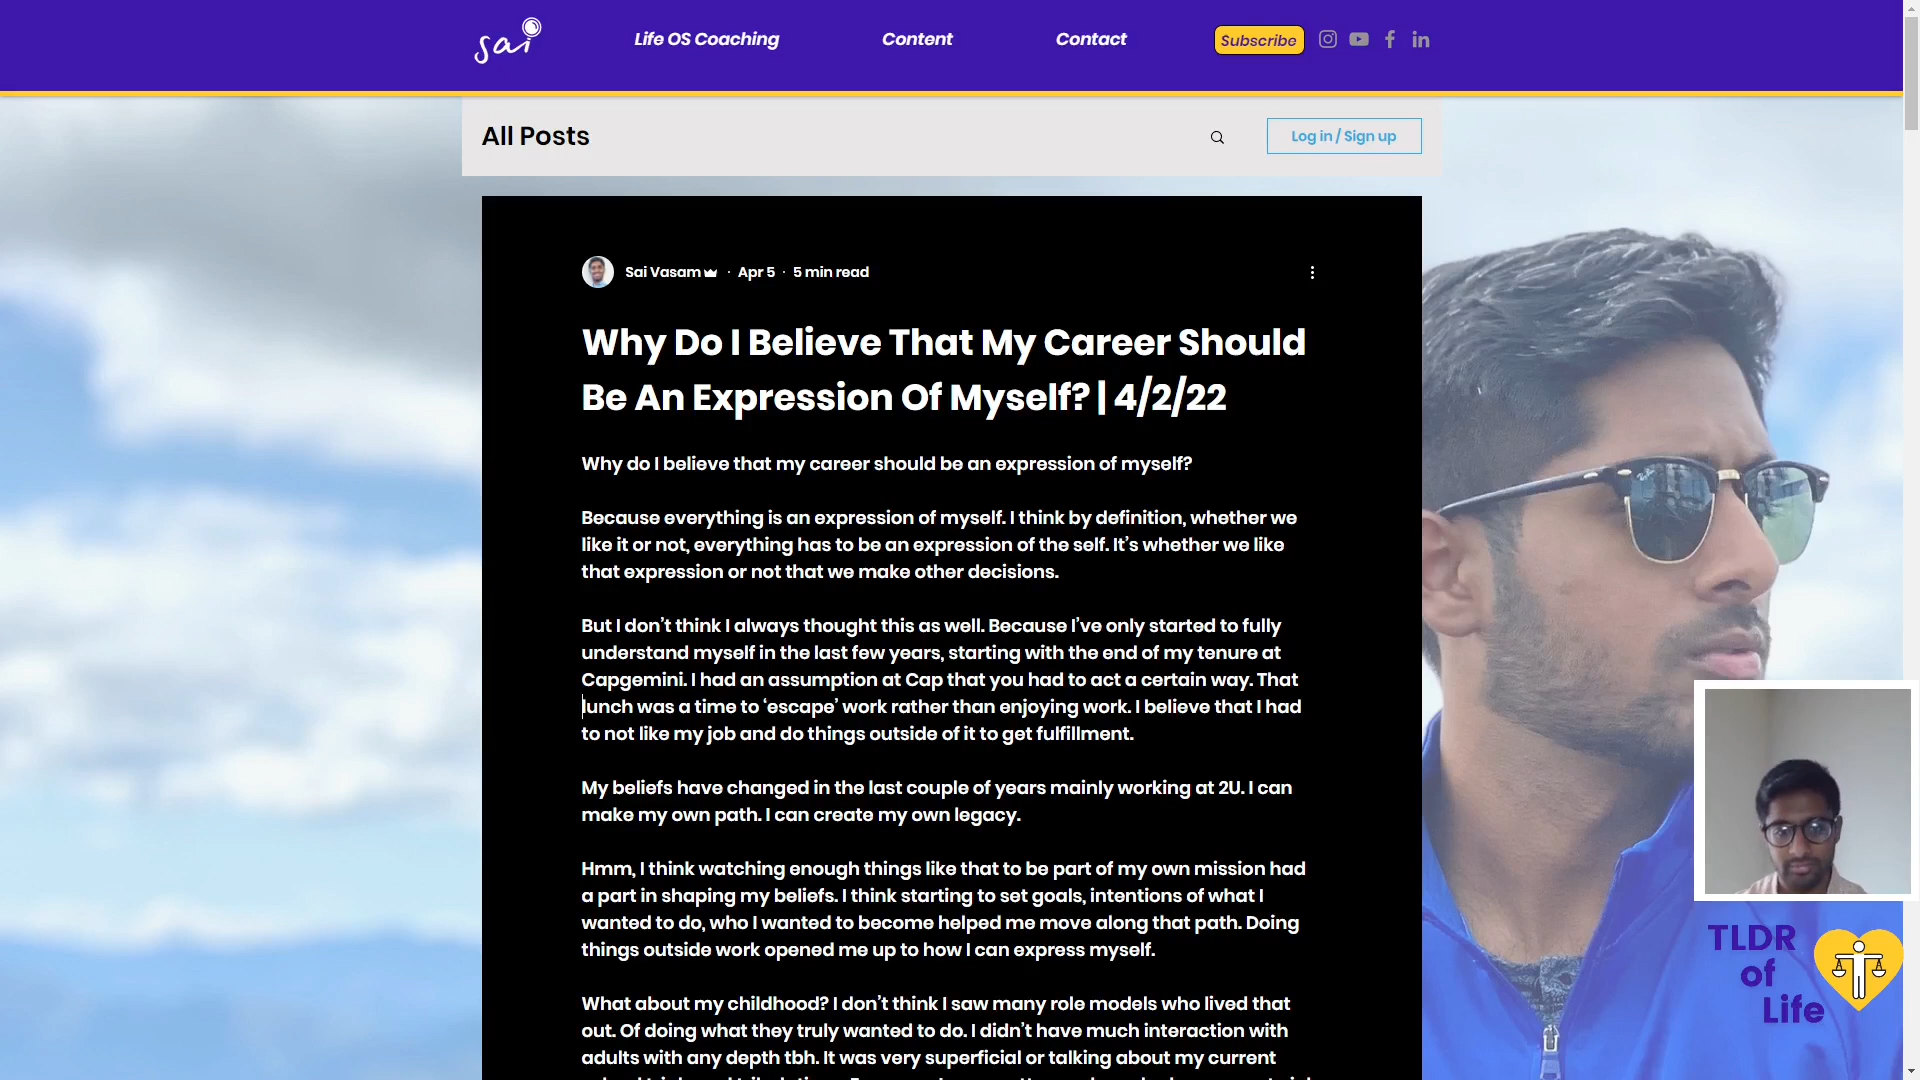 sai
Life OS Coaching
Content
Contact
Subscribe
All Posts
Log in / Sign up
Sai Vasam · Apr 5 · 5 min read
Why Do I Believe That My Career Should
Be An Expression Of Myself? | 4/2/22
Why do I believe that my career should be an expression of myself?
Because everything is an expression of myself. I think by definition, whether we
like it or not, everything has to be an expression of the self. It’s whether we like
that expression or not that we make other decisions.
But I don’t think I always thought this as well. Because I’ve only started to fully
understand myself in the last few years, starting with the end of my tenure at
Capgemini. I had an assumption at Cap that you had to act a certain way. That
lunch was a time to ‘escape’ work rather than enjoying work. I believe that I had
to not like my job and do things outside of it to get fulfillment.
My beliefs have changed in the last couple of years mainly working at 2U. I can
make my own path. I can create my own legacy.
Hmm, I think watching enough things like that to be part of my own mission had
a part in shaping my beliefs. I think starting to set goals, intentions of what I
wanted to do, who I wanted to become helped me move along that path. Doing
things outside work opened me up to how I can express myself.
What about my childhood? I don’t think I saw many role models who lived that
out. Of doing what they truly wanted to do. I didn’t have much interaction with
adults with any depth tbh. It was very superficial or talking about my current
TLDR
of
Life